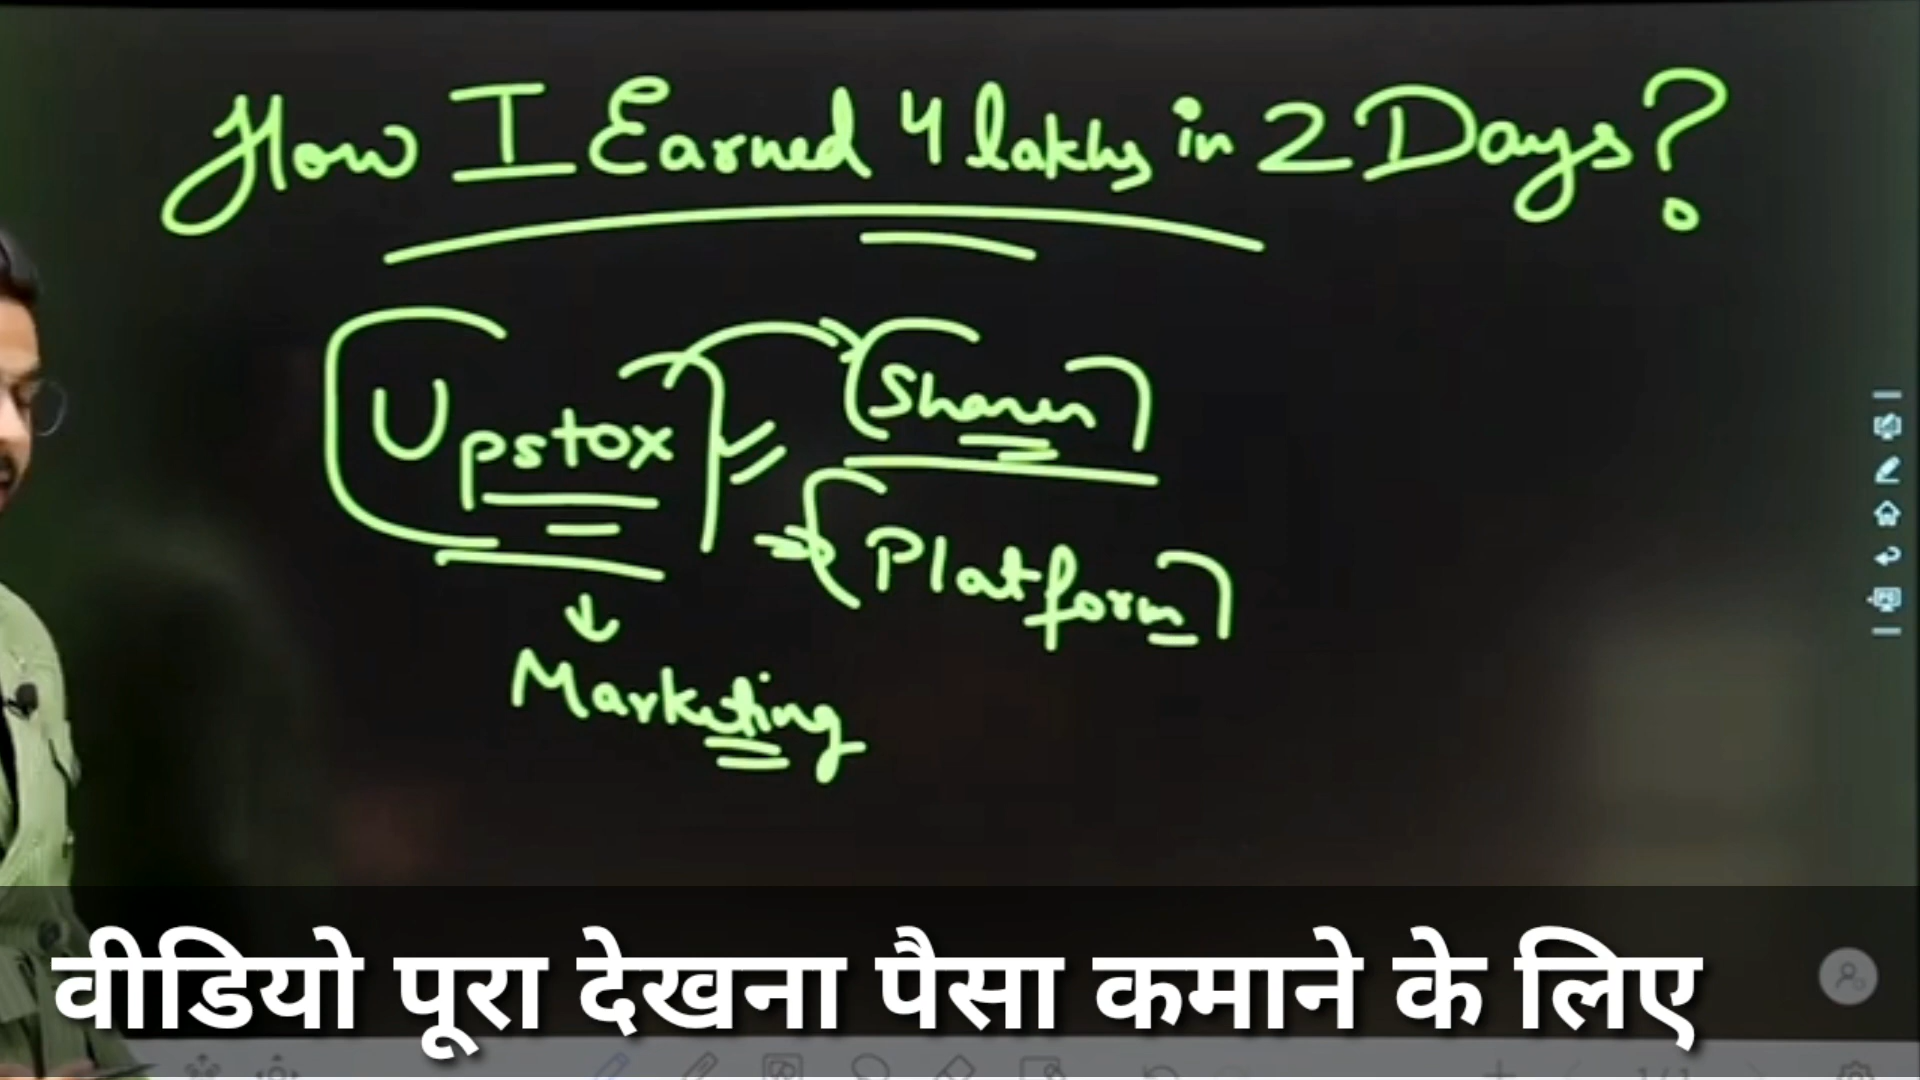 How I Earned 4 lakhs in 2 Days?
Upstox
Shares
Platform
Marketing
वीडियो पूरा देखना पैसा कमाने के लिए